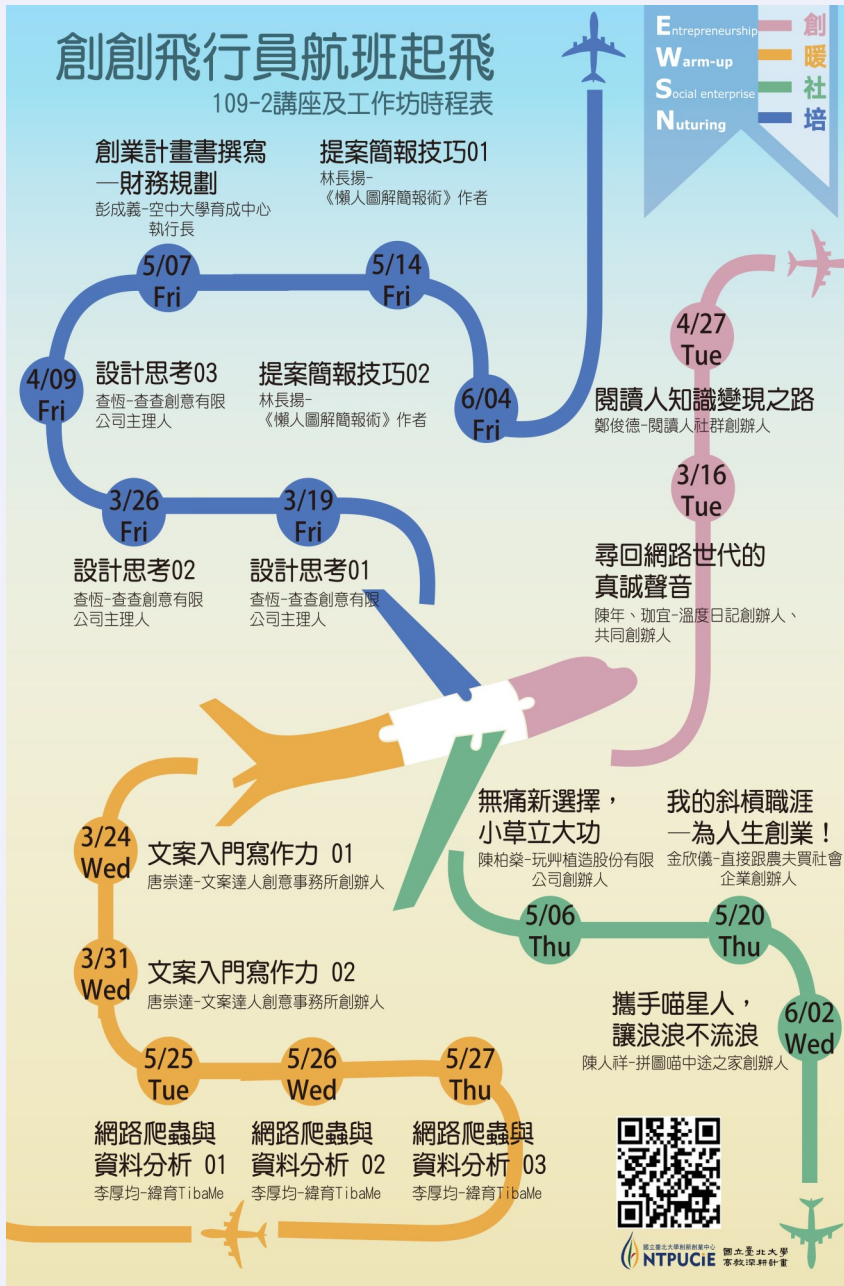 創創飛行員航班起飛
109-2講座及工作坊時程表
Entrepreneurship 創
Warm-up 暖
Social enterprise 社
Nuturing 培
創業計畫書撰寫
—財務規劃
彭成義-空中大學育成中心
執行長
5/07
Fri
提案簡報技巧01
林長揚-
《懶人圖解簡報術》作者
5/14
Fri
4/09
Fri
設計思考03
查恆-查查創意有限
公司主理人
提案簡報技巧02
林長揚-
《懶人圖解簡報術》作者
6/04
Fri
3/26
Fri
設計思考02
查恆-查查創意有限
公司主理人
3/19
Fri
設計思考01
查恆-查查創意有限
公司主理人
4/27
Tue
閱讀人知識變現之路
鄭俊德-閱讀人社群創辦人
3/16
Tue
尋回網路世代的
真誠聲音
陳年、珈宜-溫度日記創辦人、
共同創辦人
3/24
Wed
文案入門寫作力 01
唐崇達-文案達人創意事務所創辦人
3/31
Wed
文案入門寫作力 02
唐崇達-文案達人創意事務所創辦人
5/25
Tue
網路爬蟲與
資料分析 01
李厚均-緯育TibaMe
5/26
Wed
網路爬蟲與
資料分析 02
李厚均-緯育TibaMe
5/27
Thu
網路爬蟲與
資料分析 03
李厚均-緯育TibaMe
無痛新選擇，
小草立大功
陳柏燊-玩艸植造股份有限
公司創辦人
5/06
Thu
我的斜槓職涯
—為人生創業！
金欣儀-直接跟農夫買社會
企業創辦人
5/20
Thu
攜手喵星人，
讓浪浪不流浪
陳人祥-拼圖喵中途之家創辦人
6/02
Wed
國立臺北大學創新創業中心
NTPUCiE
國立臺北大學
高教深耕計畫